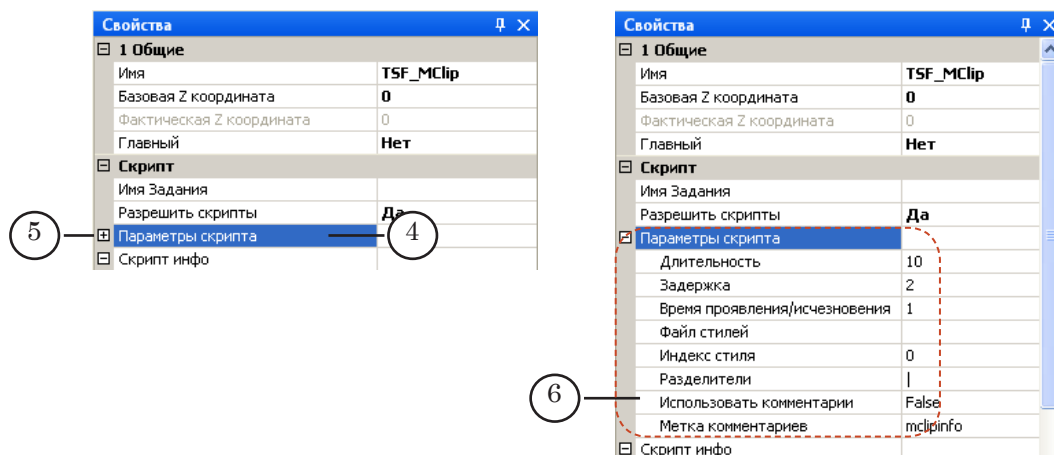 Свойства
1 Общие
Имя TSF_MClip
Базовая Z координата 0
Фактическая Z координата 0
Главный Нет
Скрипт
Имя Задания
Разрешить скрипты Да
Параметры скрипта
Скрипт инфо
5
4
Свойства
1 Общие
Имя TSF_MClip
Базовая Z координата 0
Фактическая Z координата 0
Главный Нет
Скрипт
Имя Задания
Разрешить скрипты Да
Параметры скрипта
Длительность 10
Задержка 2
Время проявления/исчезновения 1
Файл стилей
Индекс стиля 0
Разделители |
Использовать комментарии False
Метка комментариев mclipinfo
Скрипт инфо
6